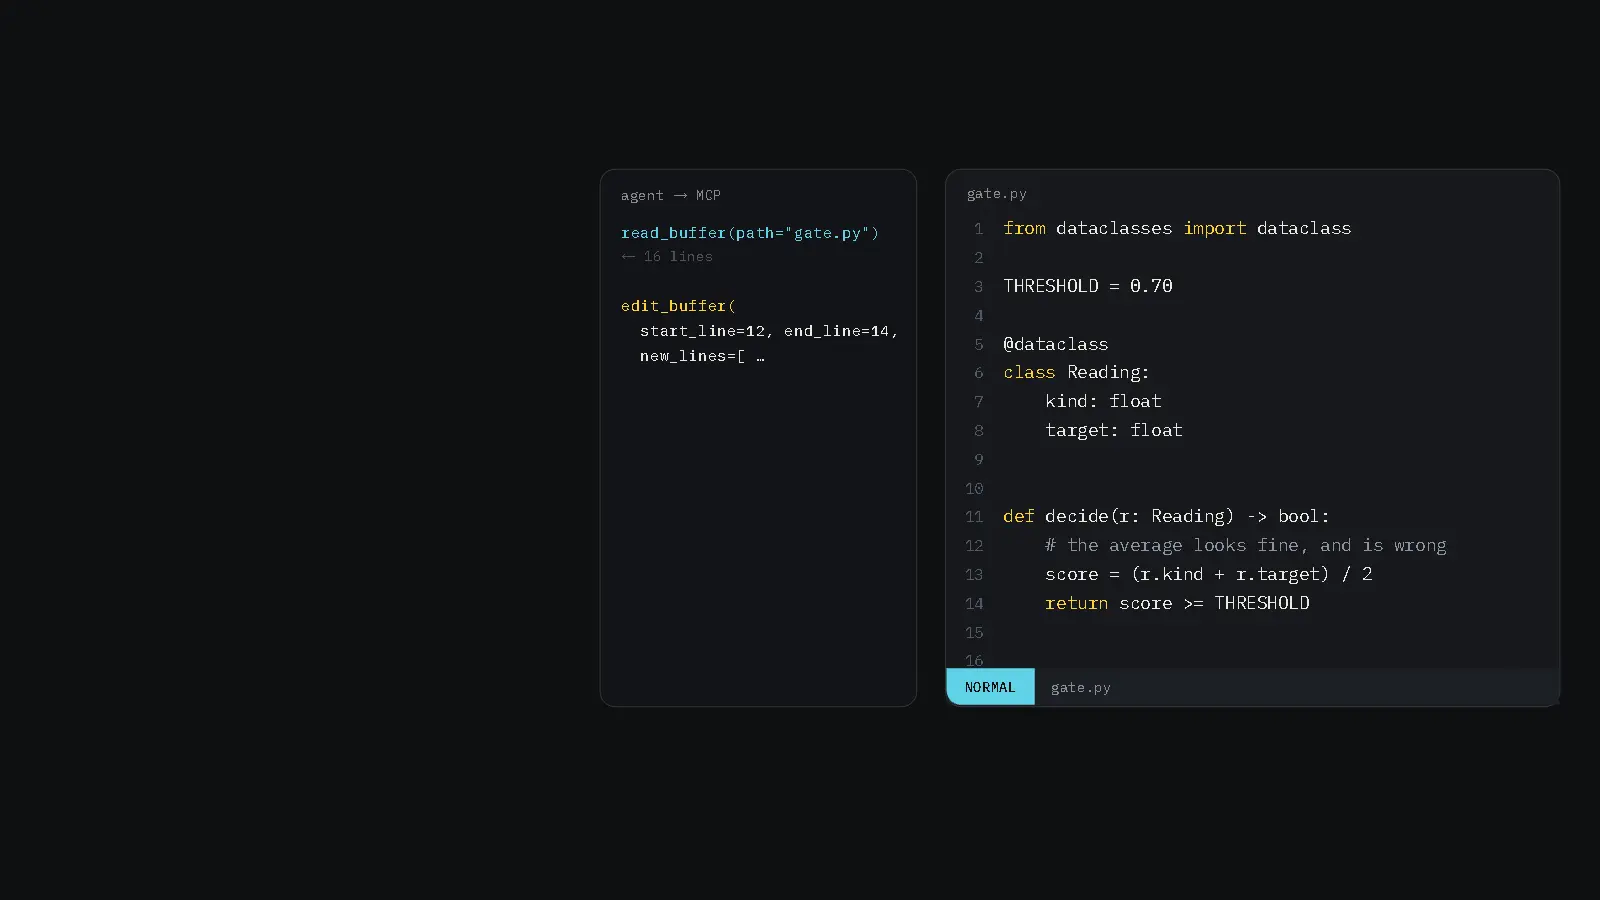 agent → MCP
read_buffer(path="gate.py")
← 16 lines
edit_buffer(
  start_line=12, end_line=14,
  new_lines=[ …
gate.py
1 from dataclasses import dataclass
2
3 THRESHOLD = 0.70
4
5 @dataclass
6 class Reading:
7     kind: float
8     target: float
9
10
11 def decide(r: Reading) -> bool:
12     # the average looks fine, and is wrong
13     score = (r.kind + r.target) / 2
14     return score >= THRESHOLD
15
16
NORMAL gate.py